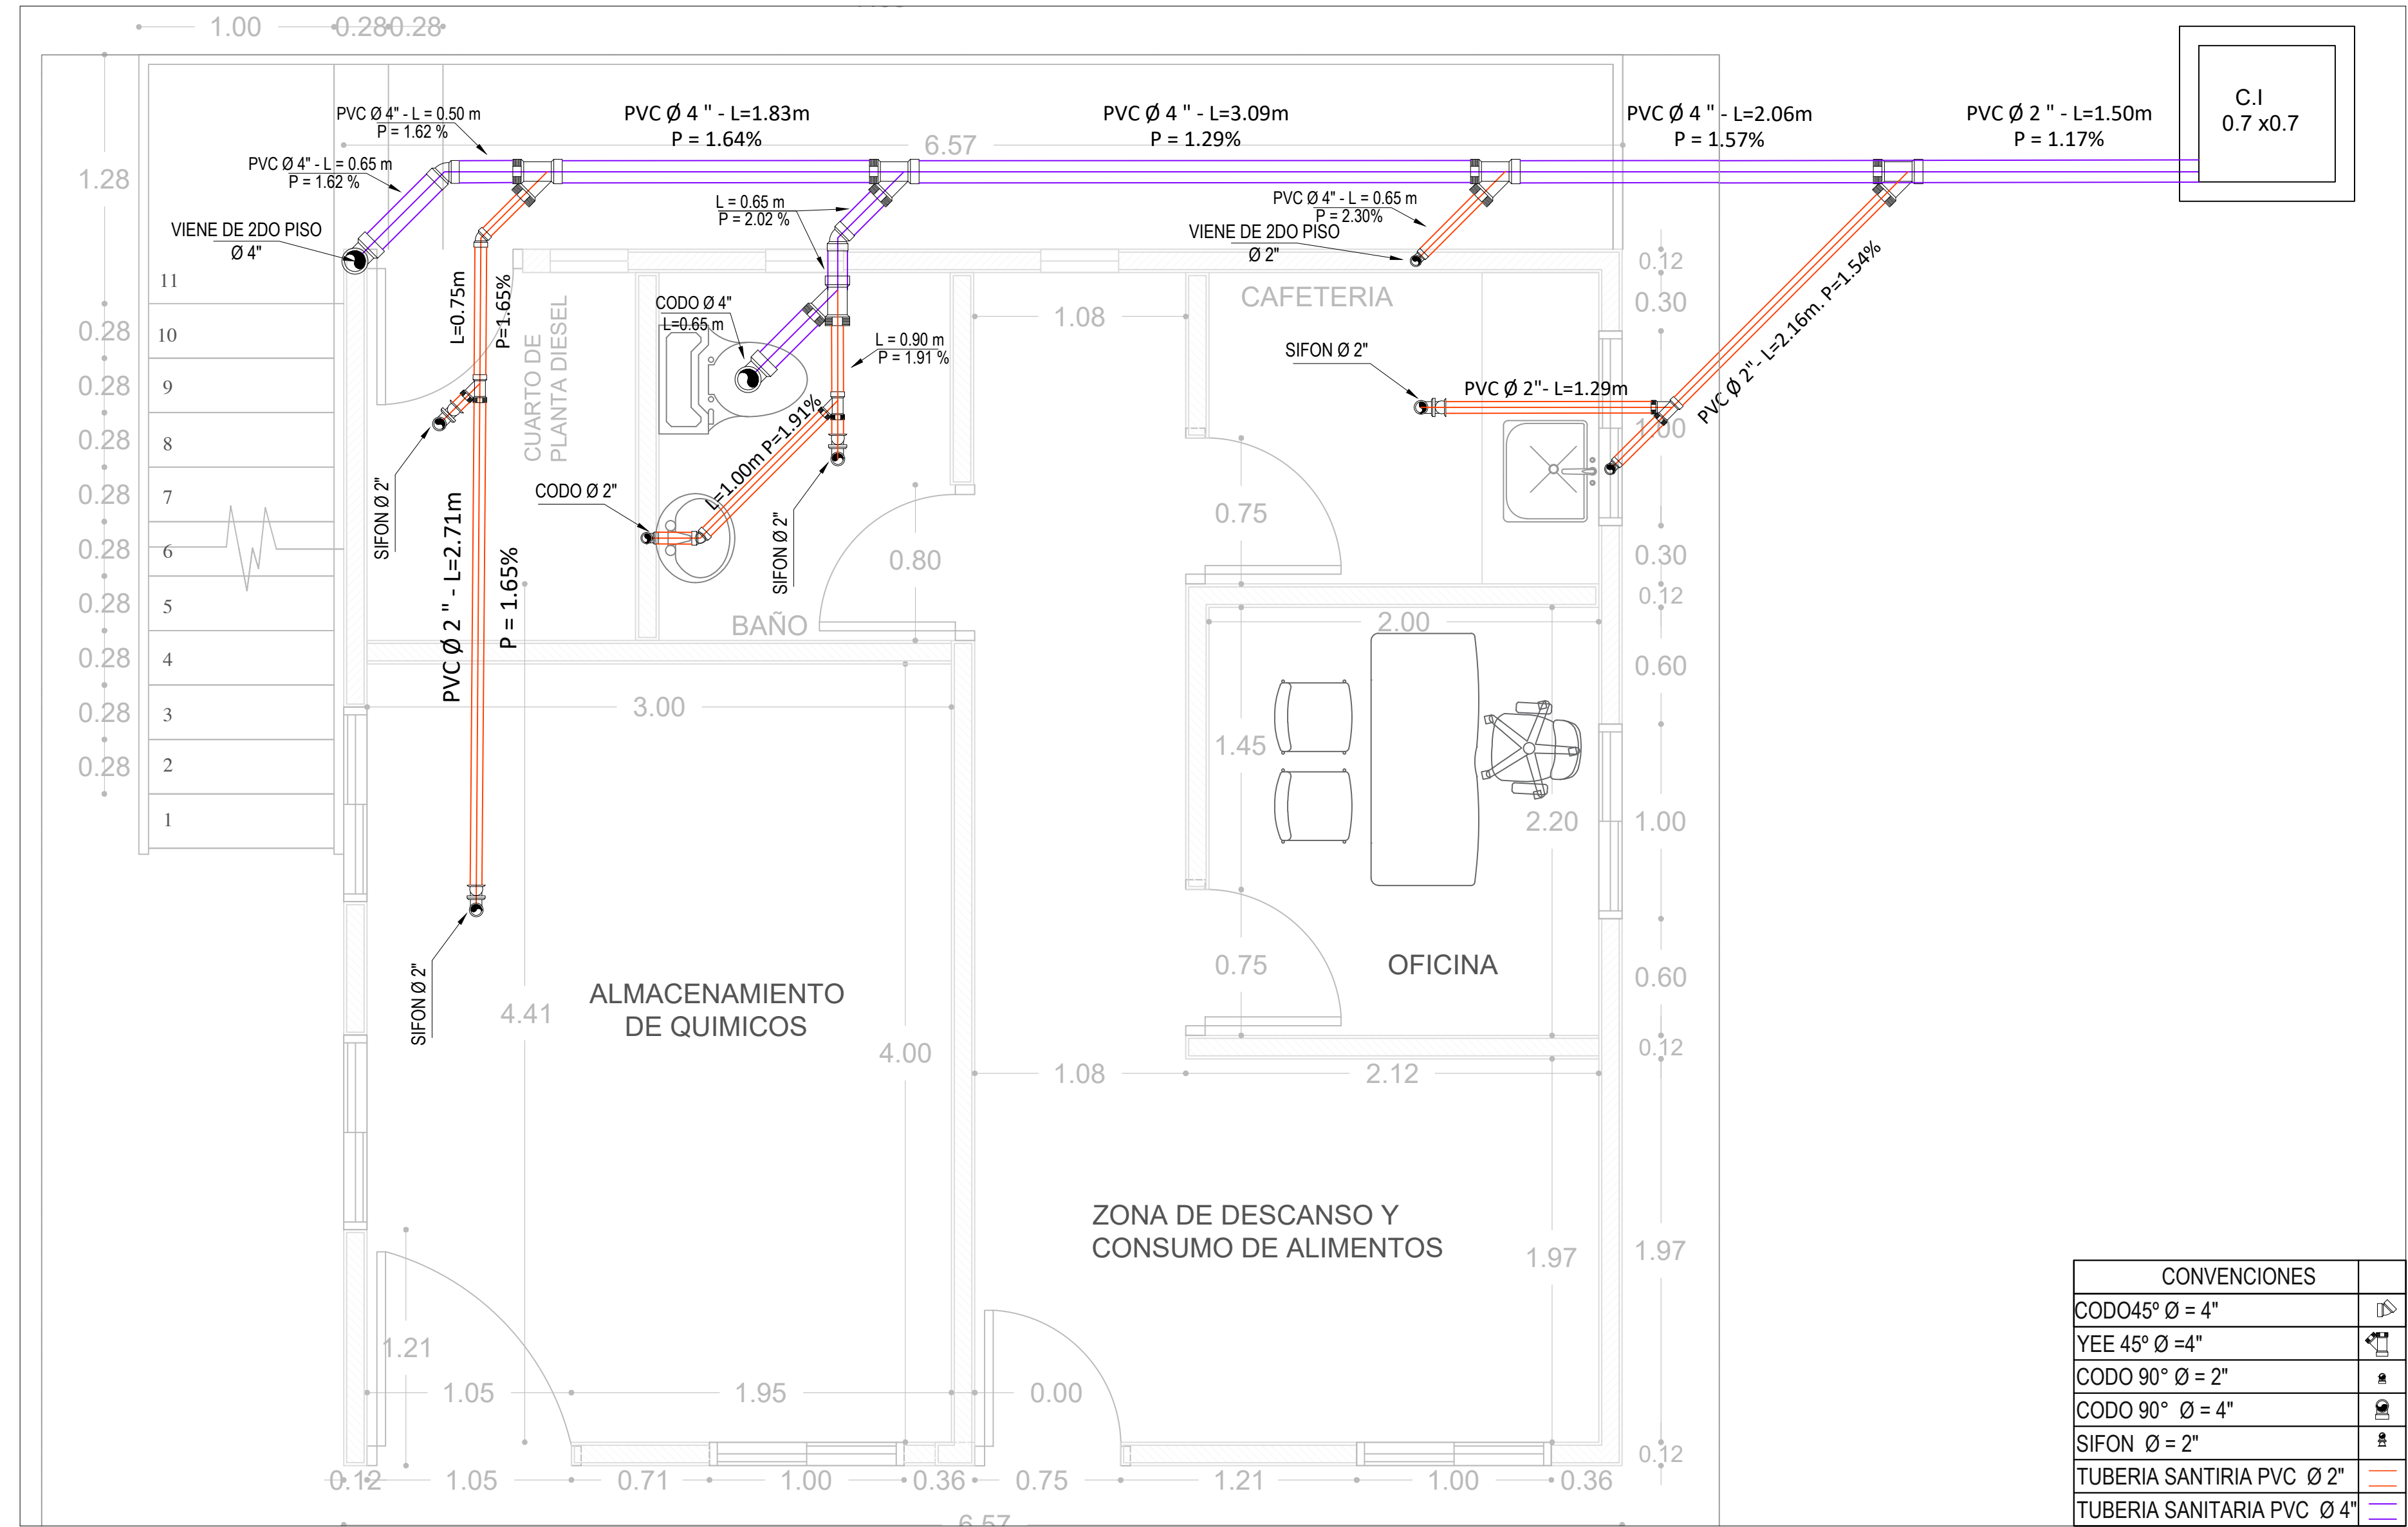 1.00
0.28
0.28
PVC Ø 4" - L = 0.50 m
P = 1.62 %
PVC Ø 4 " - L=1.83m
P = 1.64%
PVC Ø 4 " - L=3.09m
P = 1.29%
PVC Ø 4 " - L=2.06m
P = 1.57%
PVC Ø 2 " - L=1.50m
P = 1.17%
C.I
0.7 x0.7
6.57
PVC Ø 4" - L = 0.65 m
P = 1.62 %
1.28
VIENE DE 2DO PISO
Ø 4"
L = 0.65 m
P = 2.02 %
PVC Ø 4" - L = 0.65 m
P = 2.30%
VIENE DE 2DO PISO
Ø 2"
0.12
0.30
11
10
9
8
7
6
5
4
3
2
1
0.28
0.28
0.28
0.28
0.28
0.28
0.28
0.28
0.28
L=0.75m
P=1.65%
CUARTO DE
PLANTA DIESEL
CODO Ø 4"
L=0.65 m
L = 0.90 m
P = 1.91 %
1.08
CAFETERIA
SIFON Ø 2"
PVC Ø 2"- L=1.29m
PVC Ø 2"- L=2.16m. P=1.54%
1.00
SIFON Ø 2"
PVC Ø 2 " - L=2.71m
P = 1.65%
CODO Ø 2"
L=1.00m P=1.91%
SIFON Ø 2"
0.80
BAÑO
0.75
0.30
0.12
2.00
0.60
3.00
1.45
2.20
1.00
SIFON Ø 2"
4.41
ALMACENAMIENTO
DE QUIMICOS
4.00
0.75
OFICINA
0.60
0.12
1.08
2.12
ZONA DE DESCANSO Y
CONSUMO DE ALIMENTOS
1.97
1.97
1.21
1.05
1.95
0.00
0.12
0.12
1.05
0.71
1.00
0.36
0.75
1.21
1.00
0.36
6.57
CONVENCIONES
CODO45º Ø = 4"
YEE 45º Ø =4"
CODO 90° Ø = 2"
CODO 90° Ø = 4"
SIFON Ø = 2"
TUBERIA SANTIRIA PVC Ø 2"
TUBERIA SANITARIA PVC Ø 4"